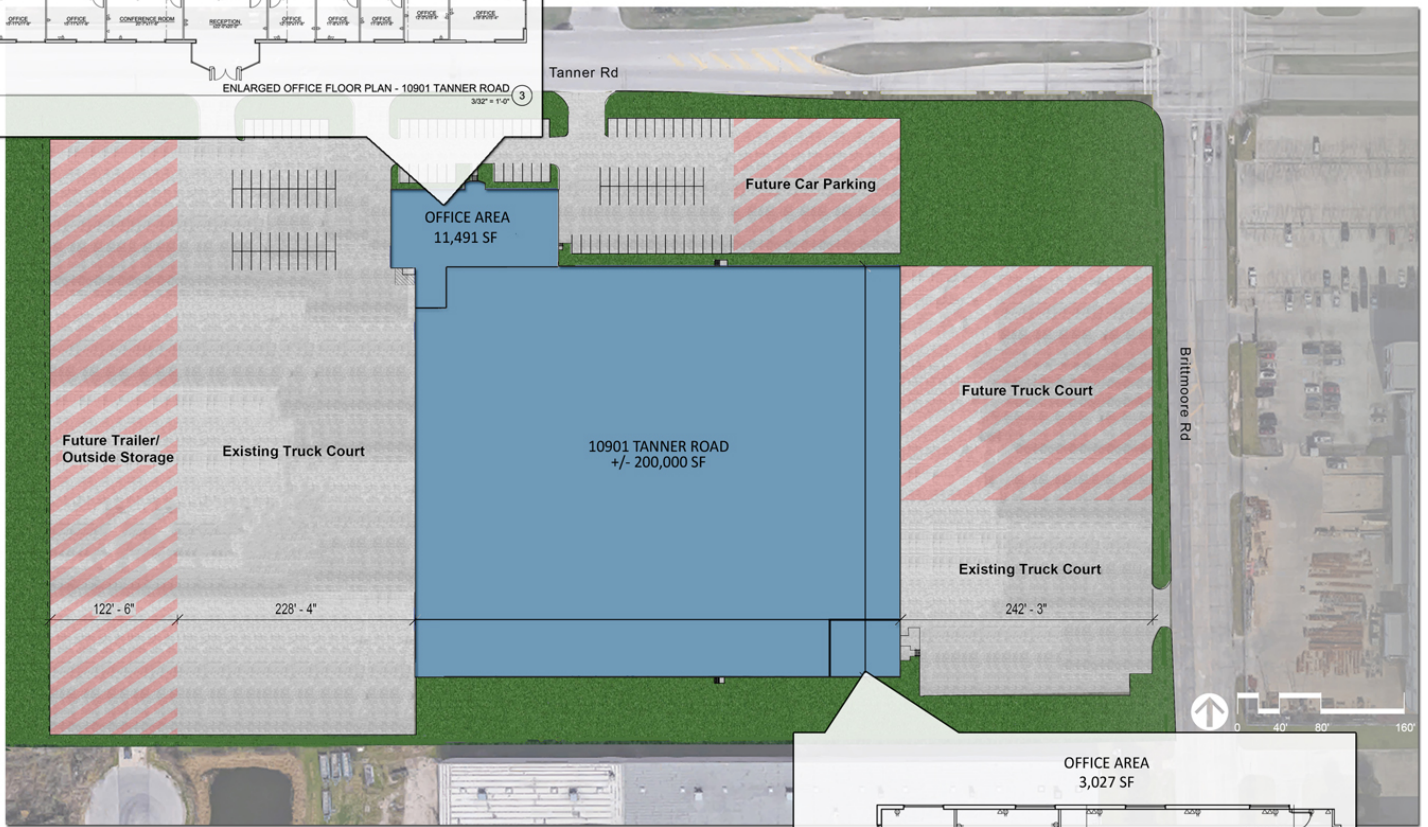 OFFICE
OFFICE
CONFERENCE ROOM
RECEPTION
OFFICE
OFFICE
OFFICE
OFFICE
OFFICE
ENLARGED OFFICE FLOOR PLAN - 10901 TANNER ROAD
3/32" = 1'-0"
3
Tanner Rd
Future Car Parking
OFFICE AREA
11,491 SF
Future Truck Court
Brittmoore Rd
Future Trailer/
Outside Storage
Existing Truck Court
10901 TANNER ROAD
+/- 200,000 SF
Existing Truck Court
122' - 6"
228' - 4"
242' - 3"
0 40' 80' 160'
OFFICE AREA
3,027 SF